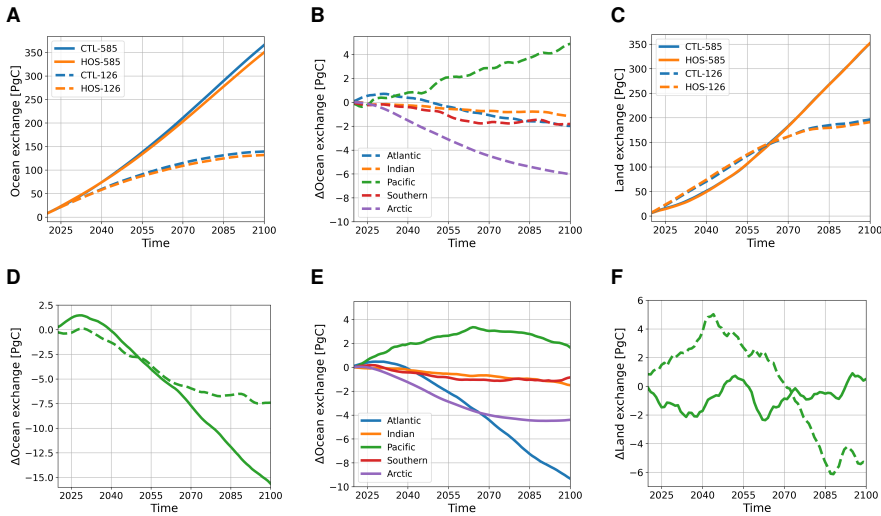 A
Ocean exchange [PgC]
350
300
250
200
150
100
50
0
CTL-585
HOS-585
CTL-126
HOS-126
2025 2040 2055 2070 2085 2100
Time
B
ΔOcean exchange [PgC]
4
2
0
−2
−4
−6
−8
−10
Atlantic
Indian
Pacific
Southern
Arctic
2025 2040 2055 2070 2085 2100
Time
C
Land exchange [PgC]
350
300
250
200
150
100
50
0
CTL-585
HOS-585
CTL-126
HOS-126
2025 2040 2055 2070 2085 2100
Time
D
ΔOcean exchange [PgC]
2.5
0.0
−2.5
−5.0
−7.5
−10.0
−12.5
−15.0
2025 2040 2055 2070 2085 2100
Time
E
ΔOcean exchange [PgC]
4
2
0
−2
−4
−6
−8
−10
Atlantic
Indian
Pacific
Southern
Arctic
2025 2040 2055 2070 2085 2100
Time
F
ΔLand exchange [PgC]
6
4
2
0
−2
−4
−6
2025 2040 2055 2070 2085 2100
Time